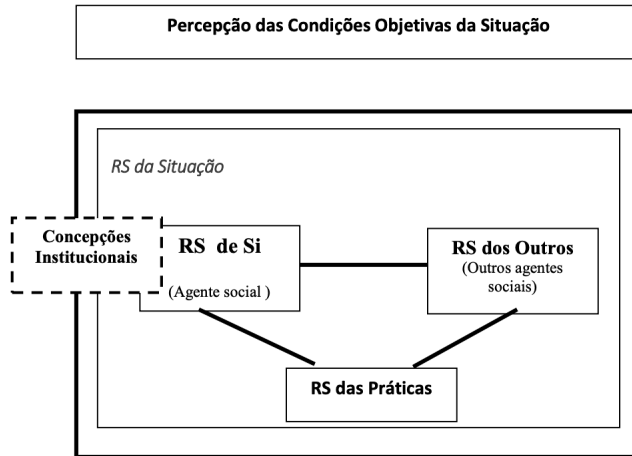 Percepção das Condições Objetivas da Situação
RS da Situação
Concepções
Institucionais
RS de Si
(Agente social )
RS dos Outros
(Outros agentes
sociais)
RS das Práticas